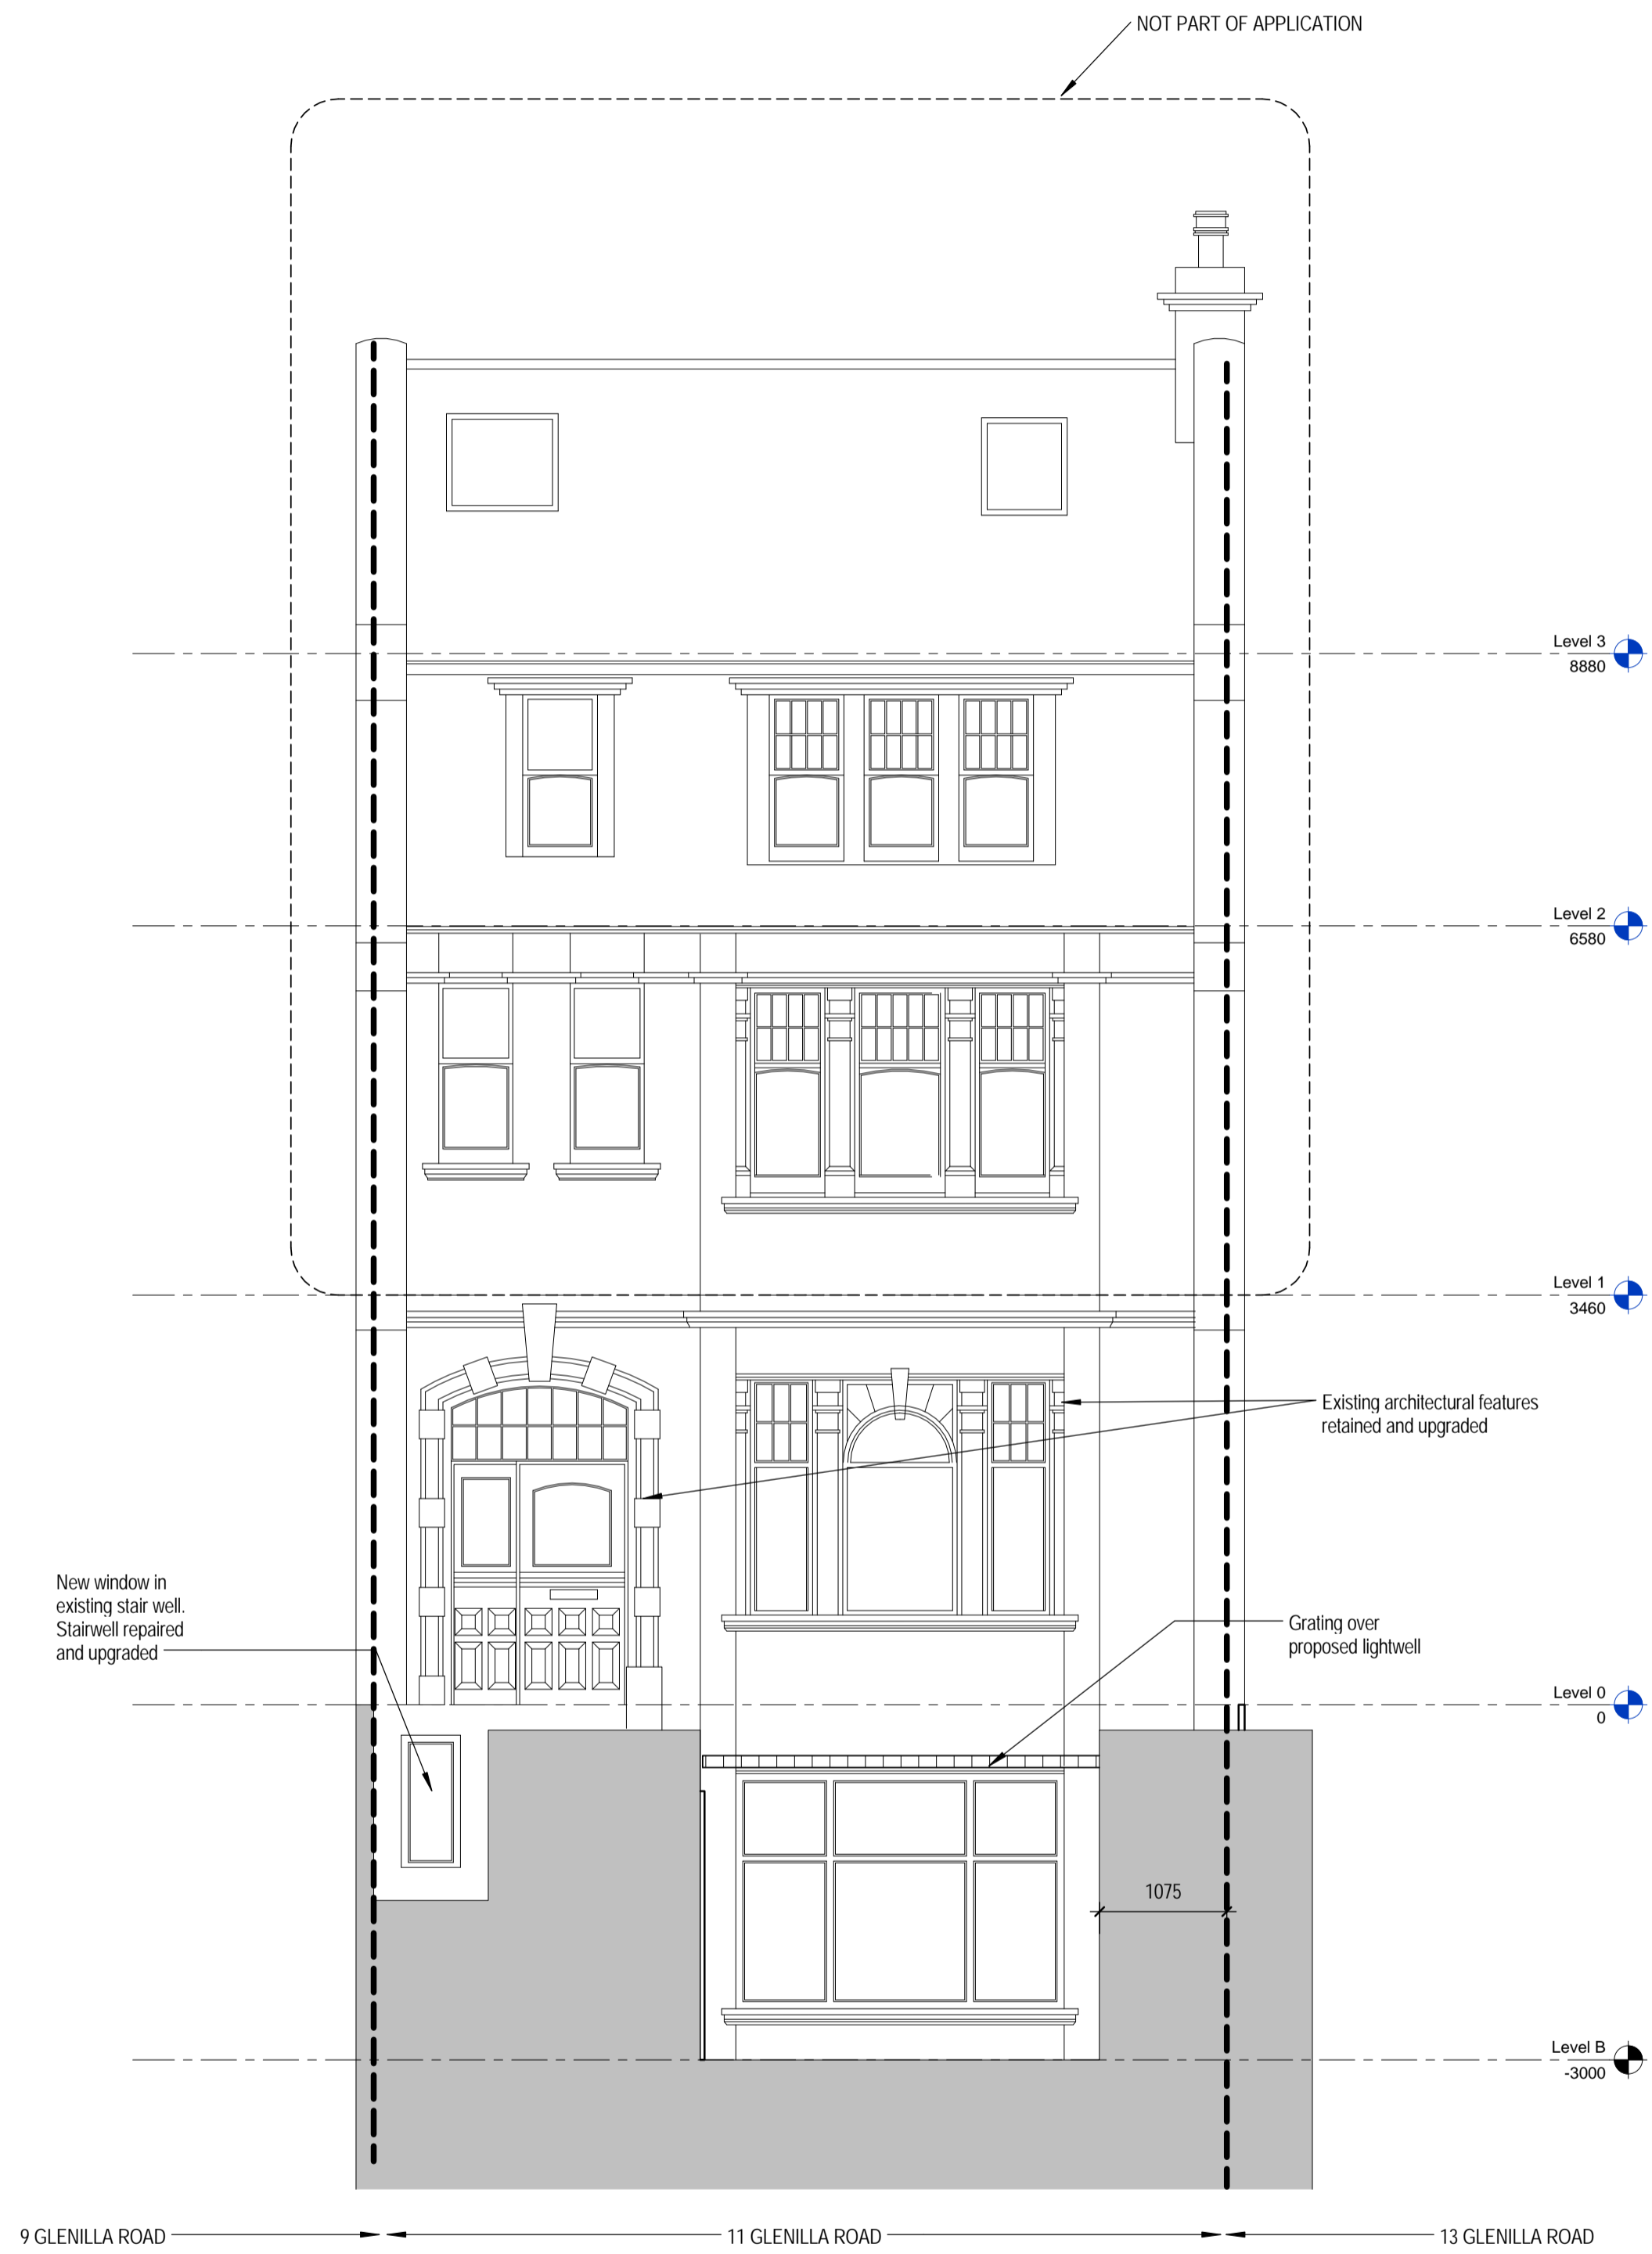 NOT PART OF APPLICATION
Level 3
8880
Level 2
6580
Level 1
3460
Existing architectural features
retained and upgraded
New window in
existing stair well.
Stairwell repaired
and upgraded
Grating over
proposed lightwell
Level 0
0
1075
Level B
-3000
9 GLENILLA ROAD
11 GLENILLA ROAD
13 GLENILLA ROAD